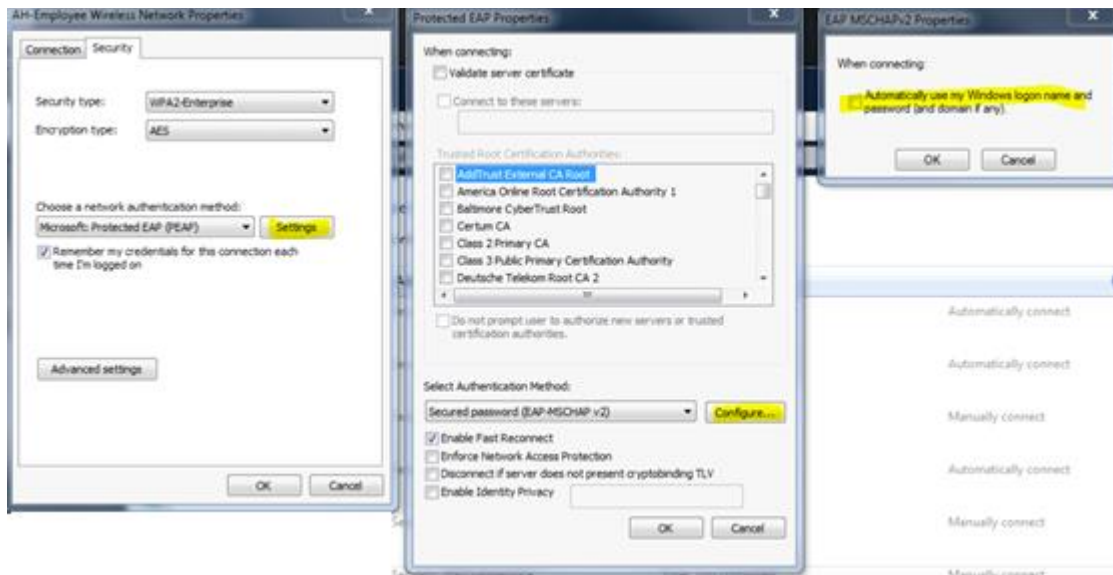 AH-Employee Wireless Network Properties
Connection
Security
Security type:
WPA2-Enterprise
Encryption type:
AES
Choose a network authentication method:
Microsoft: Protected EAP (PEAP)
Settings
Remember my credentials for this connection each
time I'm logged on
Advanced settings
OK
Cancel
Protected EAP Properties
When connecting:
Validate server certificate
Connect to these servers:
Trusted Root Certification Authorities:
AddTrust External CA Root
America Online Root Certification Authority 1
Baltimore CyberTrust Root
Certum CA
Class 2 Primary CA
Class 3 Public Primary Certification Authority
Deutsche Telekom Root CA 2
Do not prompt user to authorize new servers or trusted
certification authorities.
Select Authentication Method:
Secured password (EAP-MSCHAP v2)
Configure...
Enable Fast Reconnect
Enforce Network Access Protection
Disconnect if server does not present cryptobinding TLV
Enable Identity Privacy
OK
Cancel
EAP MSCHAPv2 Properties
When connecting:
Automatically use my Windows logon name and
password (and domain if any).
OK
Cancel
Automatically connect
Automatically connect
Manually connect
Automatically connect
Manually connect
Manually connect